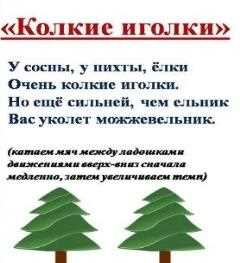 «Колкие иголки»
У сосны, у пихты, ёлки
Очень колкие иголки.
Но ещё сильней, чем ельник
Вас уколет можжевельник.
(катаем мяч между ладошками
движениями вверх-вниз сначала
медленно, затем увеличиваем темп)